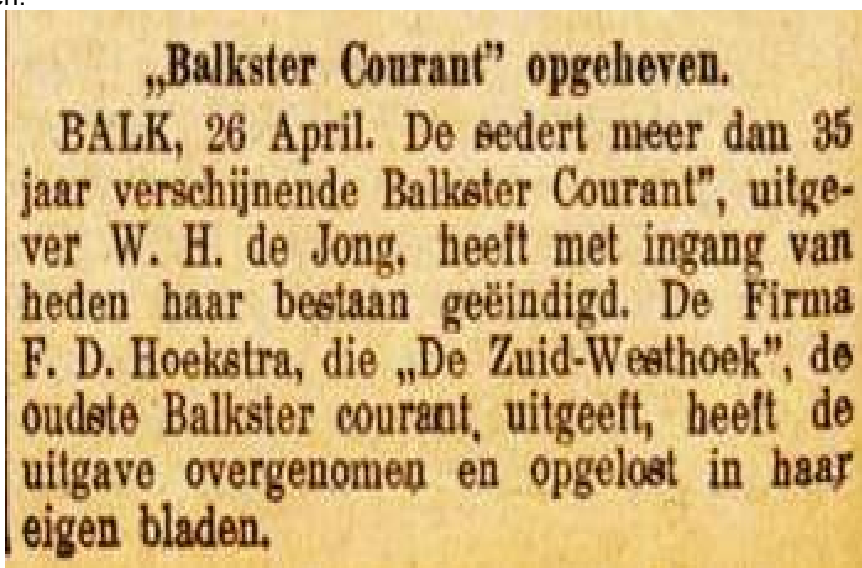 „Balkster Courant” opgeheven.
BALK, 26 April. De sedert meer dan 35
jaar verschijnende Balkster Courant”, uitge-
ver W. H. de Jong, heeft met ingang van
heden haar bestaan geëindigd. De Firma
F. D. Hoekstra, die „De Zuid-Westhoek”, de
oudste Balkster courant, uitgeeft, heeft de
uitgave overgenomen en opgelost in haar
eigen bladen.